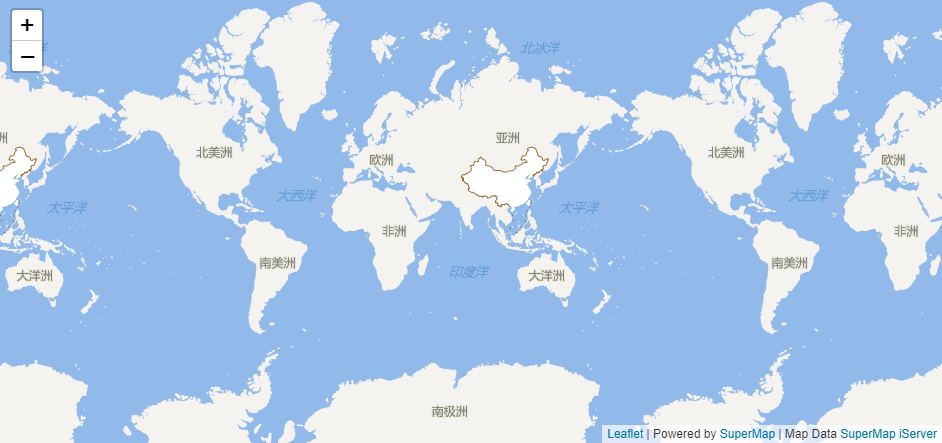 +
−
北冰洋
洲
北美洲
欧洲
亚洲
北美洲
欧洲
太平洋
大西洋
太平洋
大西洋
非洲
非洲
大洋洲
南美洲
印度洋
大洋洲
南美洲
南极洲
Leaflet | Powered by SuperMap | Map Data SuperMap iServer